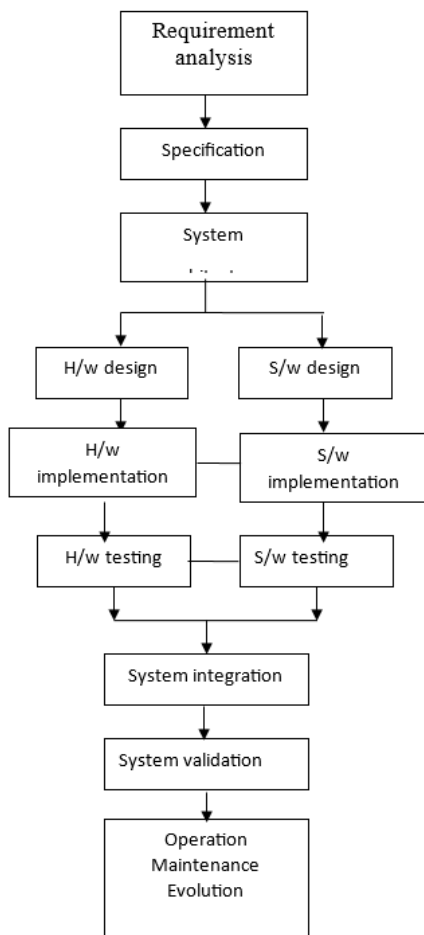 Requirement
analysis
Specification
System
H/w design
S/w design
H/w
implementation
S/w
implementation
H/w testing
S/w testing
System integration
System validation
Operation
Maintenance
Evolution